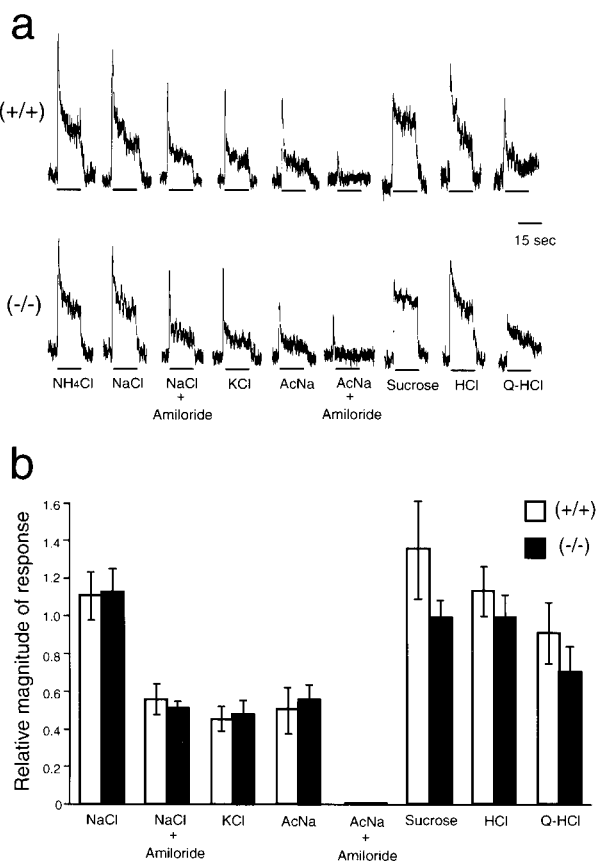 a
(+/+)
15 sec
(-/-)
NH4Cl NaCl NaCl + Amiloride KCl AcNa AcNa + Amiloride Sucrose HCl Q-HCl
b
Relative magnitude of response
1.6
1.4
1.2
1.0
0.8
0.6
0.4
0.2
0
(+/+)
(-/-)
NaCl NaCl + Amiloride KCl AcNa AcNa + Amiloride Sucrose HCl Q-HCl